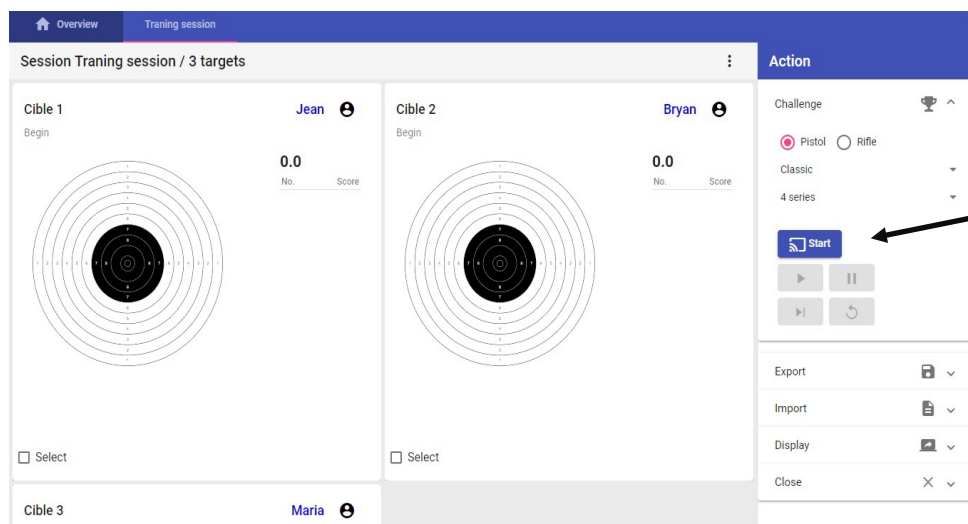 Overview Traning session
Session Traning session / 3 targets
Action
Cible 1 Jean
Begin
0.0
No. Score
Select
Cible 2 Bryan
Begin
0.0
No. Score
Select
Cible 3 Maria
Challenge
Pistol Rifle
Classic
4 series
Start
Export
Import
Display
Close